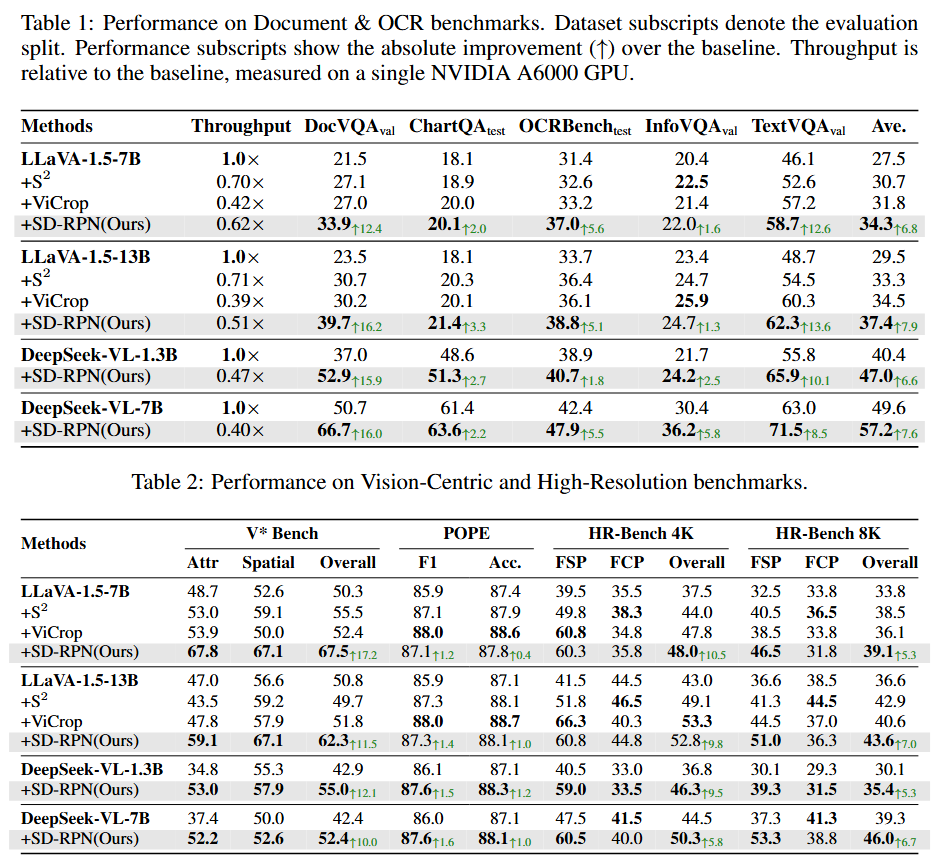 Table 1: Performance on Document & OCR benchmarks. Dataset subscripts denote the evaluation
split. Performance subscripts show the absolute improvement (↑) over the baseline. Throughput is
relative to the baseline, measured on a single NVIDIA A6000 GPU.
Methods Throughput DocVQAval ChartQAtest OCRBenchtest InfoVQAval TextVQAval Ave.
LLaVA-1.5-7B 1.0× 21.5 18.1 31.4 20.4 46.1 27.5
+S² 0.70× 27.1 18.9 32.6 22.5 52.6 30.7
+ViCrop 0.42× 27.0 20.0 33.2 21.4 57.2 31.8
+SD-RPN(Ours) 0.62× 33.9↑12.4 20.1↑2.0 37.0↑5.6 22.0↑1.6 58.7↑12.6 34.3↑6.8
LLaVA-1.5-13B 1.0× 23.5 18.1 33.7 23.4 48.7 29.5
+S² 0.71× 30.7 20.3 36.4 24.7 54.5 33.3
+ViCrop 0.39× 30.2 20.1 36.1 25.9 60.3 34.5
+SD-RPN(Ours) 0.51× 39.7↑16.2 21.4↑3.3 38.8↑5.1 24.7↑1.3 62.3↑13.6 37.4↑7.9
DeepSeek-VL-1.3B 1.0× 37.0 48.6 38.9 21.7 55.8 40.4
+SD-RPN(Ours) 0.47× 52.9↑15.9 51.3↑2.7 40.7↑1.8 24.2↑2.5 65.9↑10.1 47.0↑6.6
DeepSeek-VL-7B 1.0× 50.7 61.4 42.4 30.4 63.0 49.6
+SD-RPN(Ours) 0.40× 66.7↑16.0 63.6↑2.2 47.9↑5.5 36.2↑5.8 71.5↑8.5 57.2↑7.6
Table 2: Performance on Vision-Centric and High-Resolution benchmarks.
Methods V* Bench POPE HR-Bench 4K HR-Bench 8K
Attr Spatial Overall F1 Acc. FSP FCP Overall FSP FCP Overall
LLaVA-1.5-7B 48.7 52.6 50.3 85.9 87.4 39.5 35.5 37.5 32.5 33.8 33.8
+S² 53.0 59.1 55.5 87.1 87.9 49.8 38.3 44.0 40.5 36.5 38.5
+ViCrop 53.9 50.0 52.4 88.0 88.6 60.8 34.8 47.8 38.5 33.8 36.1
+SD-RPN(Ours) 67.8 67.1 67.5↑17.2 87.1↑1.2 87.8↑0.4 60.3 35.8 48.0↑10.5 46.5 31.8 39.1↑5.3
LLaVA-1.5-13B 47.0 56.6 50.8 85.9 87.1 41.5 44.5 43.0 36.6 38.5 36.6
+S² 43.5 59.2 49.7 87.3 88.1 51.8 46.5 49.1 41.3 44.5 42.9
+ViCrop 47.8 57.9 51.8 88.0 88.7 66.3 40.3 53.3 44.5 37.0 40.6
+SD-RPN(Ours) 59.1 67.1 62.3↑11.5 87.3↑1.4 88.1↑1.0 60.8 44.8 52.8↑9.8 51.0 36.3 43.6↑7.0
DeepSeek-VL-1.3B 34.8 55.3 42.9 86.1 87.1 40.5 33.0 36.8 30.1 29.3 30.1
+SD-RPN(Ours) 53.0 57.9 55.0↑12.1 87.6↑1.5 88.3↑1.2 59.0 33.5 46.3↑9.5 39.3 31.5 35.4↑5.3
DeepSeek-VL-7B 37.4 50.0 42.4 86.0 87.1 47.5 41.5 44.5 37.3 41.3 39.3
+SD-RPN(Ours) 52.2 52.6 52.4↑10.0 87.6↑1.6 88.1↑1.0 60.5 40.0 50.3↑5.8 53.3 38.8 46.0↑6.7